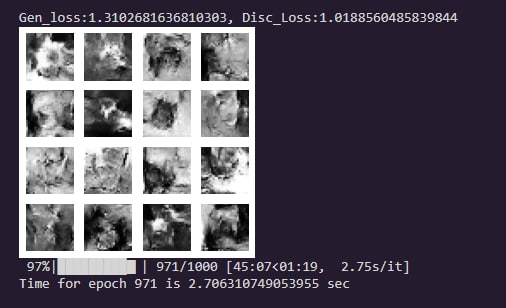 Gen_loss:1.3102681636810303, Disc_Loss:1.0188560485839844
97%|█████████▋| 971/1000 [45:07<01:19, 2.75s/it]
Time for epoch 971 is 2.706310749053955 sec